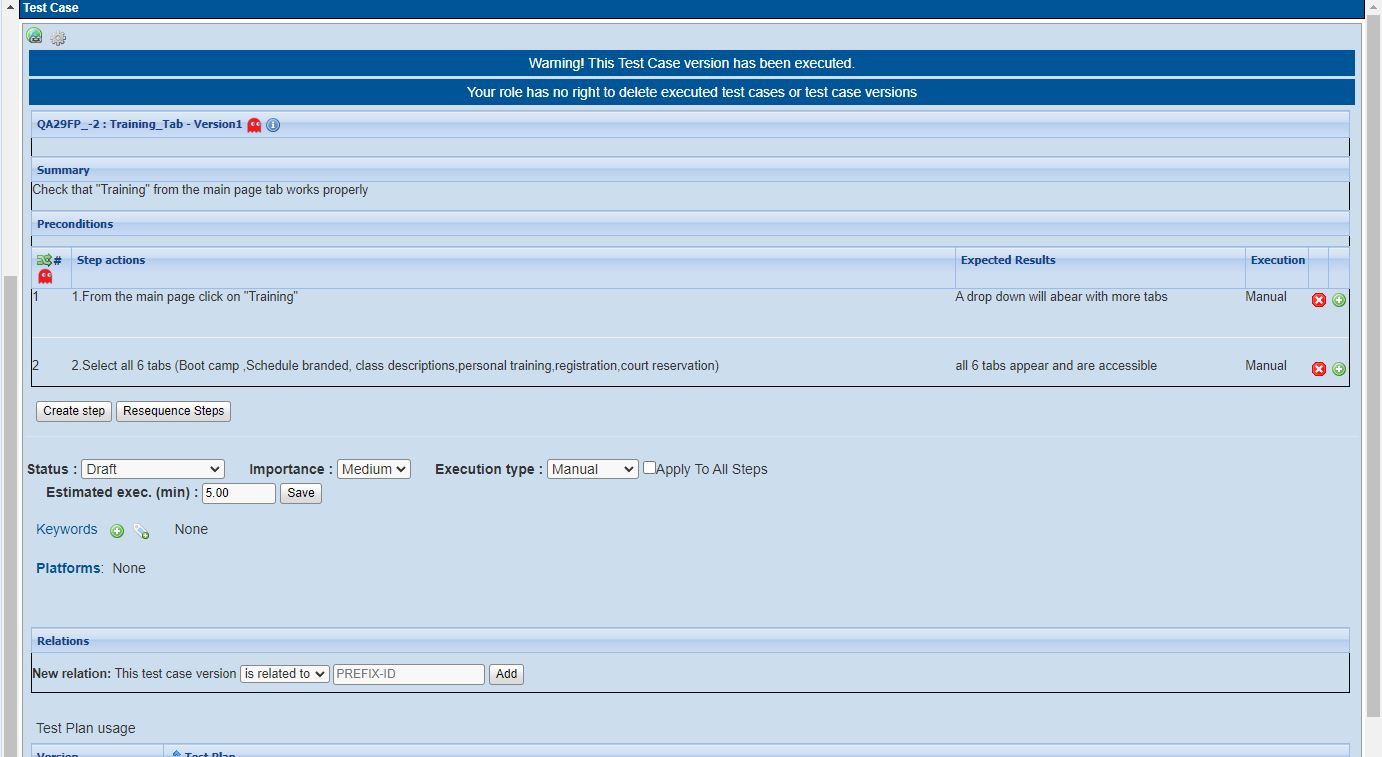 Test Case
Warning! This Test Case version has been executed.
Your role has no right to delete executed test cases or test case versions
QA29FP_-2 : Training_Tab - Version1
Summary
Check that "Training" from the main page tab works properly
Preconditions
# Step actions Expected Results Execution
1 1.From the main page click on "Training" A drop down will abear with more tabs Manual
2 2.Select all 6 tabs (Boot camp ,Schedule branded, class descriptions,personal training,registration,court reservation) all 6 tabs appear and are accessible Manual
Create step Resequence Steps
Status : Draft Importance : Medium Execution type : Manual Apply To All Steps
Estimated exec. (min) : 5.00 Save
Keywords None
Platforms: None
Relations
New relation: This test case version is related to PREFIX-ID Add
Test Plan usage
Version Test Plan